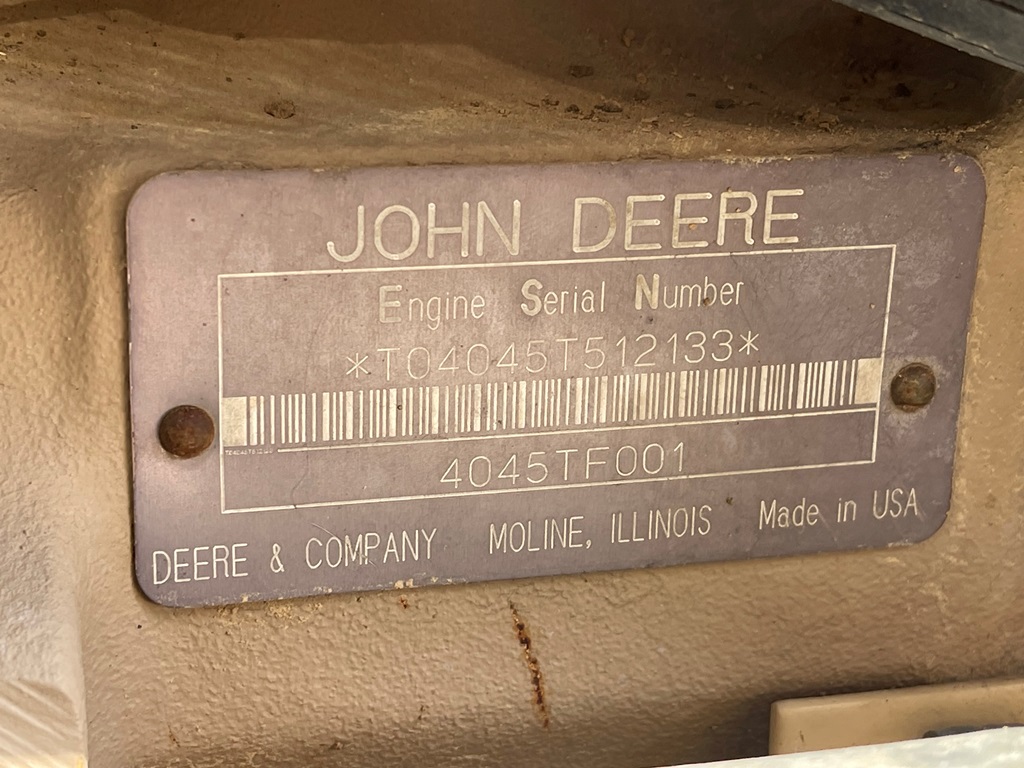 JOHN DEERE
Engine Serial Number
*T04045T512133*
4045TF001
DEERE & COMPANY MOLINE, ILLINOIS Made in USA